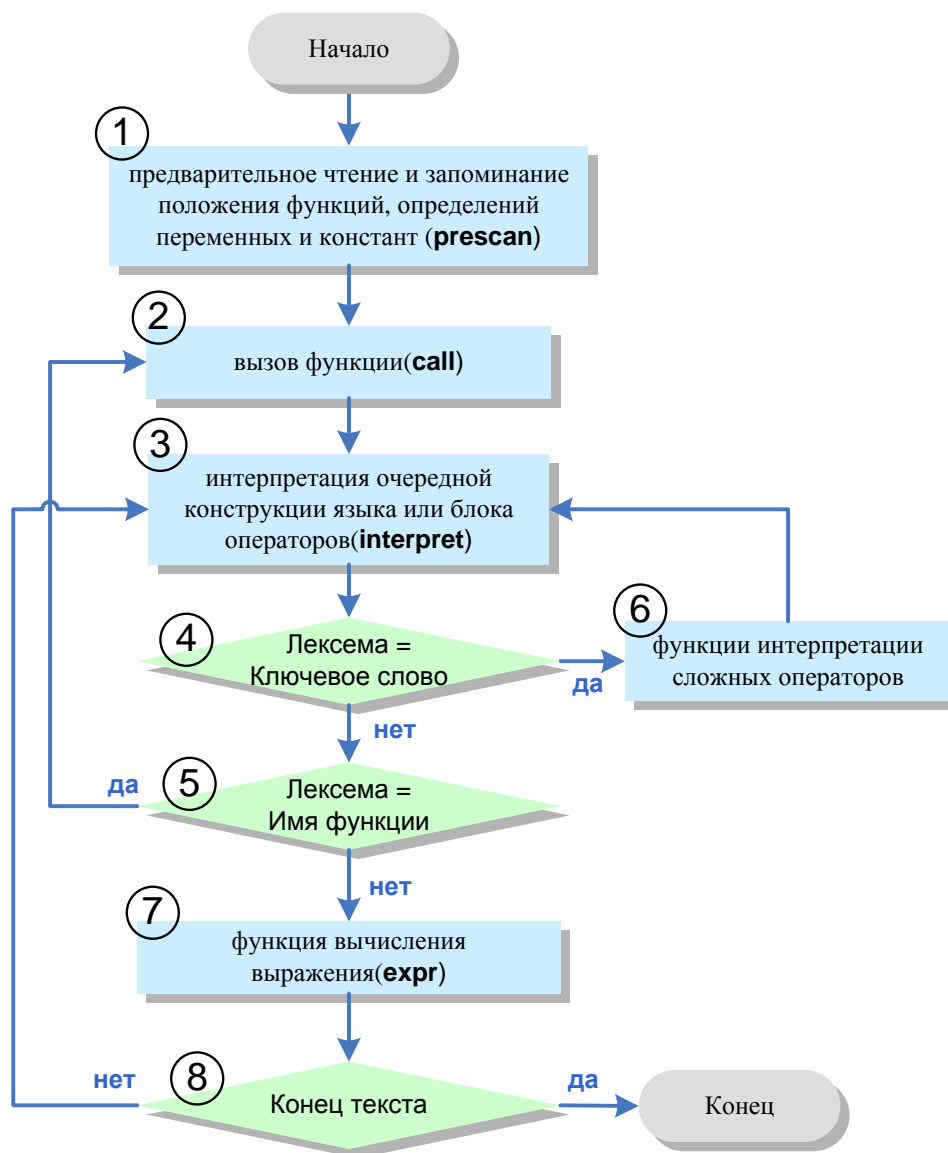 Начало
1
предварительное чтение и запоминание
положения функций, определений
переменных и констант (prescan)
2
вызов функции(call)
3
интерпретация очередной
конструкции языка или блока
операторов(interpret)
4
Лексема =
Ключевое слово
да
6
функции интерпретации
сложных операторов
нет
5
Лексема =
Имя функции
да
нет
7
функция вычисления
выражения(expr)
8
Конец текста
нет
да
Конец